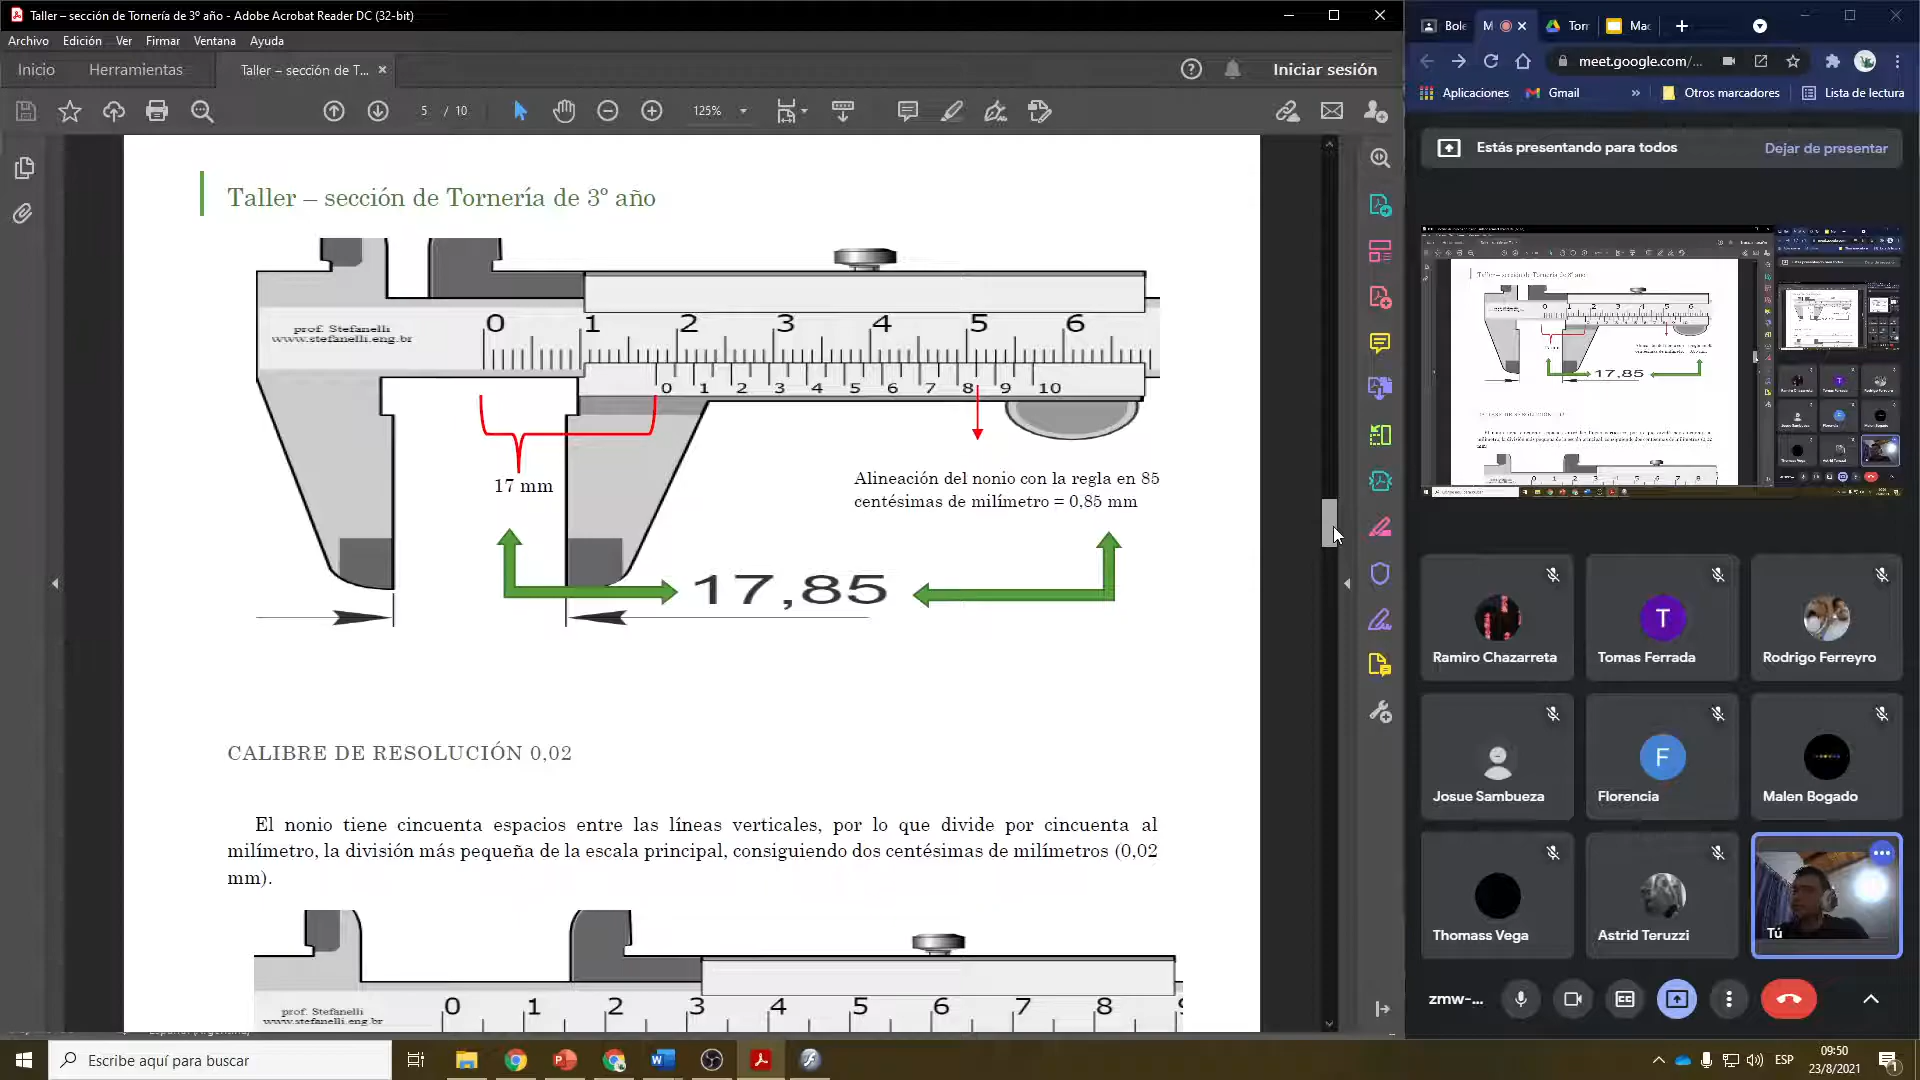 Taller – sección de Tornería de 3º año - Adobe Acrobat Reader DC (32-bit)
Archivo Edición Ver Firmar Ventana Ayuda
Inicio Herramientas Taller – sección de T... Iniciar sesión
5 / 10 125%
Taller – sección de Tornería de 3º año
0 1 2 3 4 5 6
prof. Stefanelli
www.stefanelli.eng.br
0 1 2 3 4 5 6 7 8 9 10
17 mm
Alineación del nonio con la regla en 85
centésimas de milímetro = 0,85 mm
17,85
CALIBRE DE RESOLUCIÓN 0,02
El nonio tiene cincuenta espacios entre las líneas verticales, por lo que divide por cincuenta al
milímetro, la división más pequeña de la escala principal, consiguiendo dos centésimas de milímetros (0,02
mm).
0 1 2 3 4 5 6 7 8
prof. Stefanelli
www.stefanelli.eng.br
Bole M Torr Mac
meet.google.com/...
Aplicaciones Gmail » Otros marcadores Lista de lectura
Estás presentando para todos Dejar de presentar
Ramiro Chazarreta
T
Tomas Ferrada
Rodrigo Ferreyro
Josue Sambueza
F
Florencia
Malen Bogado
Thomass Vega
Astrid Teruzzi
Tú
zmw-...
Escribe aquí para buscar
ESP
09:50
23/8/2021
1